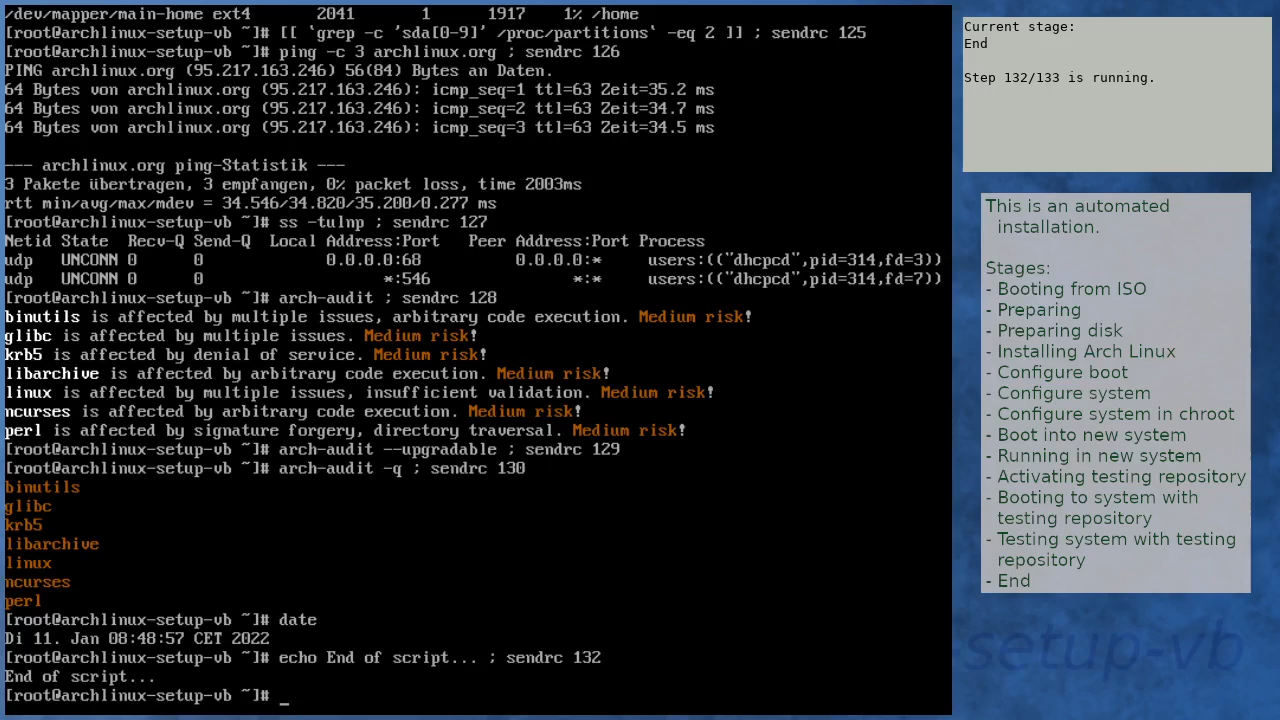 /dev/mapper/main-home ext4      2041       1      1917    1% /home
[root@archlinux-setup-vb ~]# [[ `grep -c 'sda[0-9]' /proc/partitions` -eq 2 ]] ; sendrc 125
[root@archlinux-setup-vb ~]# ping -c 3 archlinux.org ; sendrc 126
PING archlinux.org (95.217.163.246) 56(84) Bytes an Daten.
64 Bytes von archlinux.org (95.217.163.246): icmp_seq=1 ttl=63 Zeit=35.2 ms
64 Bytes von archlinux.org (95.217.163.246): icmp_seq=2 ttl=63 Zeit=34.7 ms
64 Bytes von archlinux.org (95.217.163.246): icmp_seq=3 ttl=63 Zeit=34.5 ms
--- archlinux.org ping-Statistik ---
3 Pakete übertragen, 3 empfangen, 0% packet loss, time 2003ms
rtt min/avg/max/mdev = 34.546/34.820/35.200/0.277 ms
[root@archlinux-setup-vb ~]# ss -tulnp ; sendrc 127
Netid State  Recv-Q Send-Q  Local Address:Port   Peer Address:Port Process
udp   UNCONN 0      0             0.0.0.0:68          0.0.0.0:*     users:(("dhcpcd",pid=314,fd=3))
udp   UNCONN 0      0                   *:546               *:*     users:(("dhcpcd",pid=314,fd=7))
[root@archlinux-setup-vb ~]# arch-audit ; sendrc 128
binutils is affected by multiple issues, arbitrary code execution. Medium risk!
glibc is affected by multiple issues. Medium risk!
krb5 is affected by denial of service. Medium risk!
libarchive is affected by arbitrary code execution. Medium risk!
linux is affected by multiple issues, insufficient validation. Medium risk!
ncurses is affected by arbitrary code execution. Medium risk!
perl is affected by signature forgery, directory traversal. Medium risk!
[root@archlinux-setup-vb ~]# arch-audit --upgradable ; sendrc 129
[root@archlinux-setup-vb ~]# arch-audit -q ; sendrc 130
binutils
glibc
krb5
libarchive
linux
ncurses
perl
[root@archlinux-setup-vb ~]# date
Di 11. Jan 08:48:57 CET 2022
[root@archlinux-setup-vb ~]# echo End of script... ; sendrc 132
End of script...
[root@archlinux-setup-vb ~]# _
Current stage:
End
Step 132/133 is running.
This is an automated
installation.
Stages:
- Booting from ISO
- Preparing
- Preparing disk
- Installing Arch Linux
- Configure boot
- Configure system
- Configure system in chroot
- Boot into new system
- Running in new system
- Activating testing repository
- Booting to system with
testing repository
- Testing system with testing
repository
- End
-setup-vb